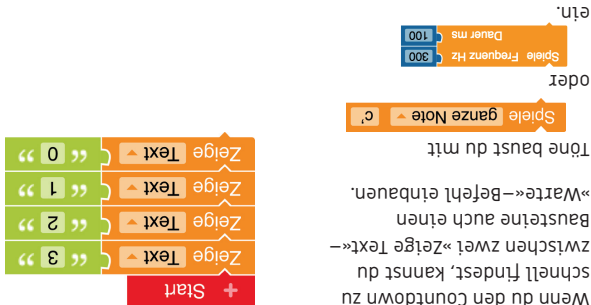 Wenn du den Countdown zu
schnell findest, kannst du
zwischen zwei »Zeige Text«–
Bausteine auch einen
»Warte«–Befehl einbauen.
Töne baust du mit
Spiele ganze Note c'
oder
Spiele Frequenz Hz 300
Dauer ms 100
ein.
+ Start
Zeige Text “ 3 ”
Zeige Text “ 2 ”
Zeige Text “ 1 ”
Zeige Text “ 0 ”